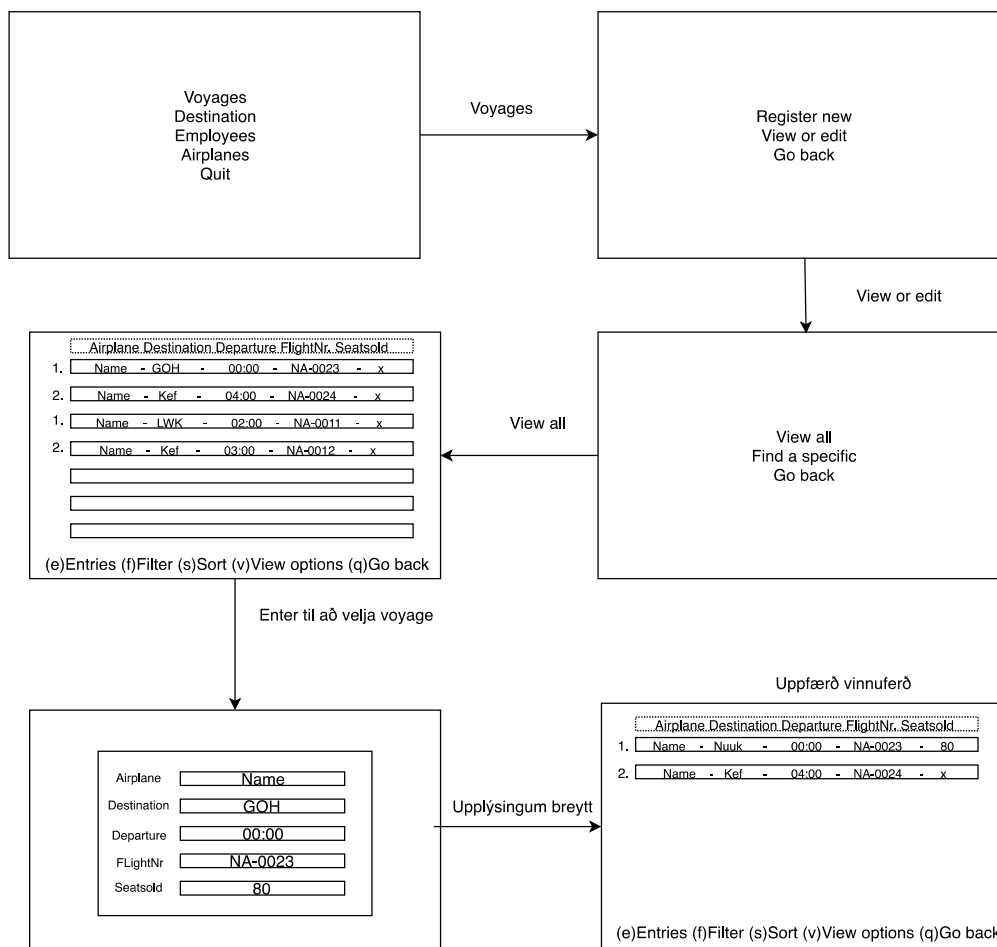 Voyages
Destination
Employees
Airplanes
Quit
Voyages
Register new
View or edit
Go back
View or edit
View all
Find a specific
Go back
View all
Airplane Destination Departure FlightNr. Seatsold
1. Name - GOH - 00:00 - NA-0023 - x
2. Name - Kef - 04:00 - NA-0024 - x
1. Name - LWK - 02:00 - NA-0011 - x
2. Name - Kef - 03:00 - NA-0012 - x
(e)Entries (f)Filter (s)Sort (v)View options (q)Go back
Enter til að velja voyage
Airplane Name
Destination GOH
Departure 00:00
FLightNr NA-0023
Seatsold 80
Upplýsingum breytt
Uppfærð vinnuferð
Airplane Destination Departure FlightNr. Seatsold
1. Name - Nuuk - 00:00 - NA-0023 - 80
2. Name - Kef - 04:00 - NA-0024 - x
(e)Entries (f)Filter (s)Sort (v)View options (q)Go back